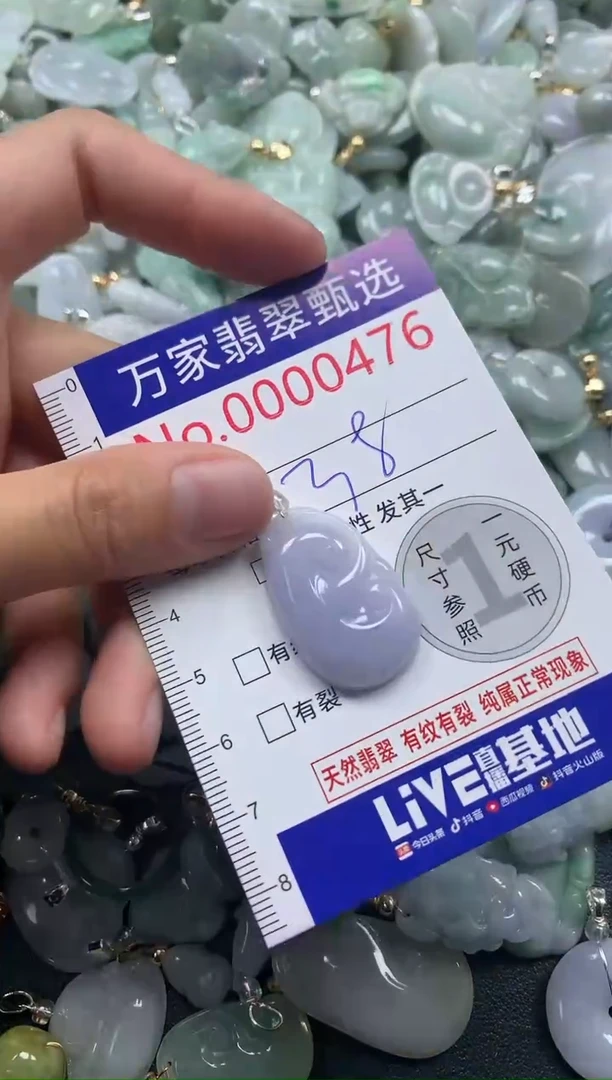 万家翡翠甄选
No.0000476
38
性 发其一
一元硬币
1
尺寸参照
有
有裂
天然翡翠 有纹有裂 纯属正常现象
LiVE直播基地
今日头条 抖音 西瓜视频 抖音火山版
0
1
4
5
6
7
8